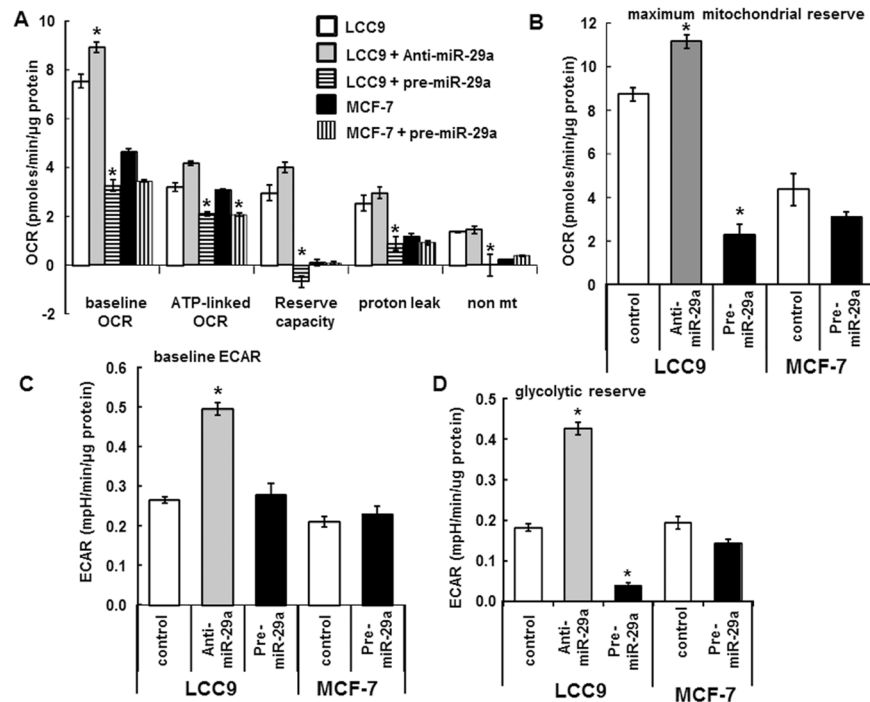 A
10
8
6
4
2
0
-2
OCR (pmoles/min/µg protein)
*
*
*
*
*
*
*
LCC9
LCC9 + Anti-miR-29a
LCC9 + pre-miR-29a
MCF-7
MCF-7 + pre-miR-29a
baseline
OCR
ATP-linked
OCR
Reserve
capacity
proton leak
non mt
B
maximum mitochondrial reserve
12
10
8
6
4
2
0
OCR (pmoles/min/µg protein)
*
*
control
Anti-
miR-29a
Pre-
miR-29a
control
Pre-
miR-29a
LCC9
MCF-7
C
baseline ECAR
0.6
0.5
0.4
0.3
0.2
0.1
0.0
ECAR (mpH/min/µg protein)
*
control
Anti-
miR-29a
Pre-
miR-29a
control
Pre-
miR-29a
LCC9
MCF-7
D
glycolytic reserve
0.5
0.4
0.3
0.2
0.1
0.0
ECAR (mpH/min/ug protein)
*
*
control
Anti-
miR-29a
Pre-
miR-29a
control
Pre-
miR-29a
LCC9
MCF-7